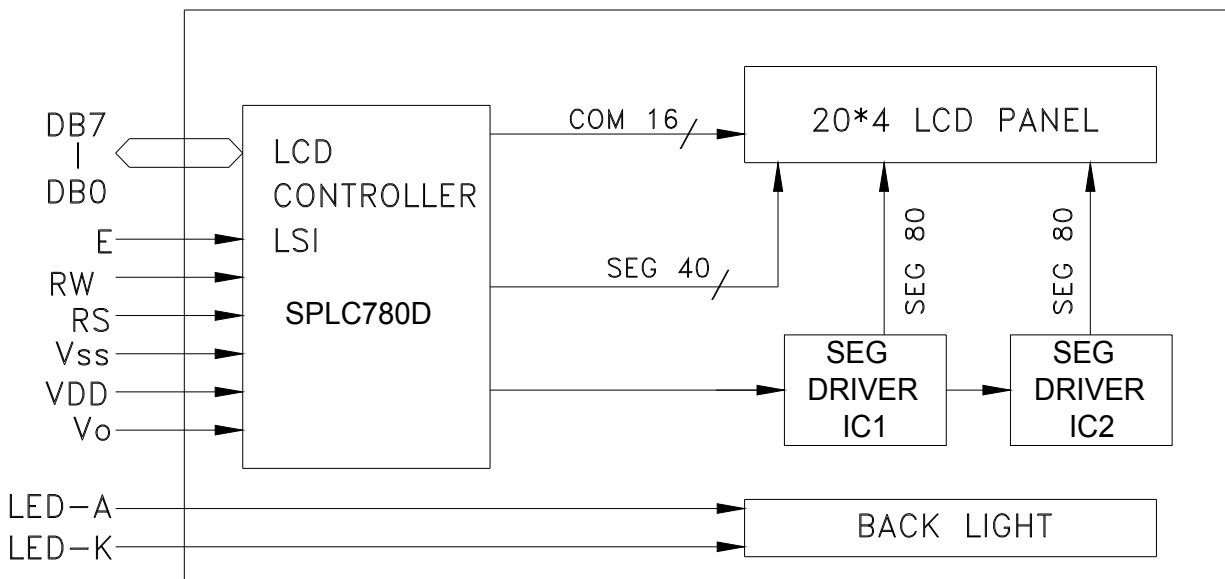 DB7
DB0
E
RW
RS
Vss
VDD
Vo
LED-A
LED-K
LCD
CONTROLLER
LSI
SPLC780D
COM 16
SEG 40
20*4 LCD PANEL
SEG 80
SEG 80
SEG
DRIVER
IC1
SEG
DRIVER
IC2
BACK LIGHT